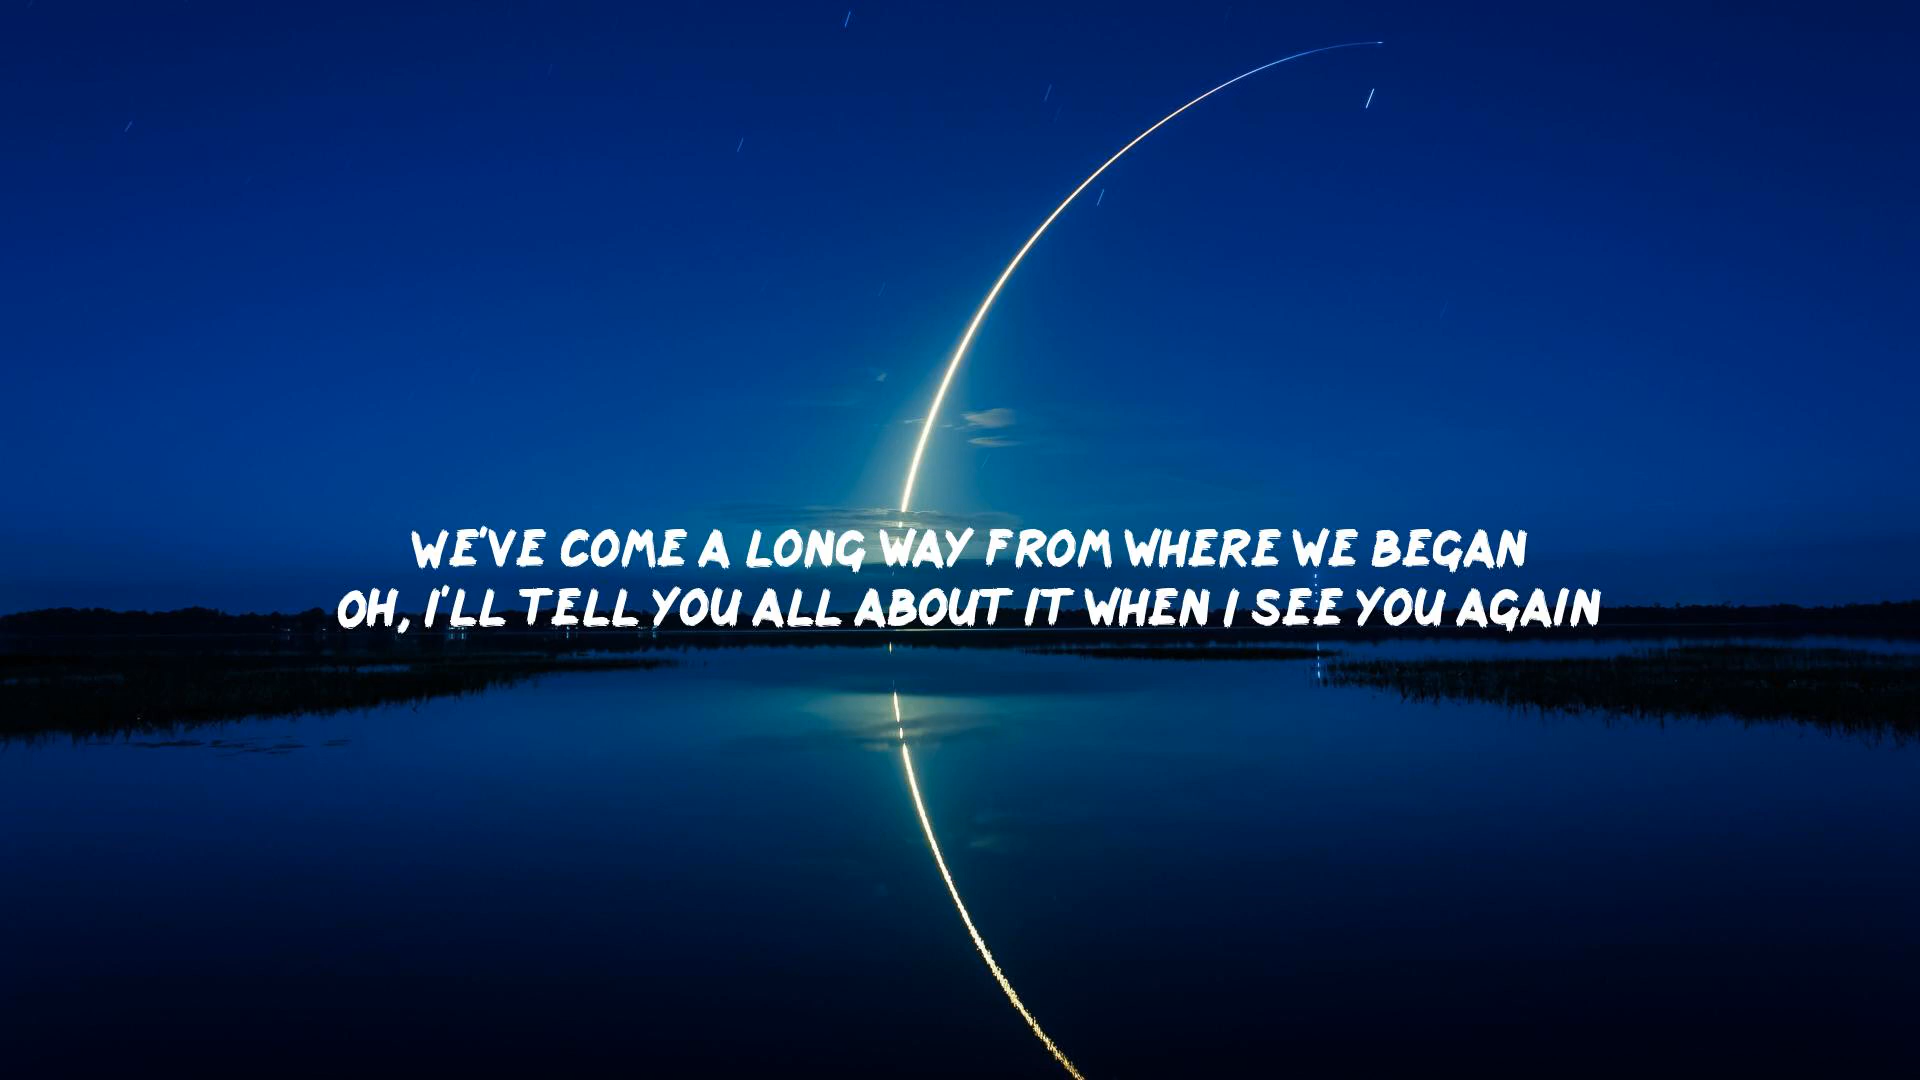 WE'VE COME A LONG WAY FROM WHERE WE BEGAN
OH, I'LL TELL YOU ALL ABOUT IT WHEN I SEE YOU AGAIN